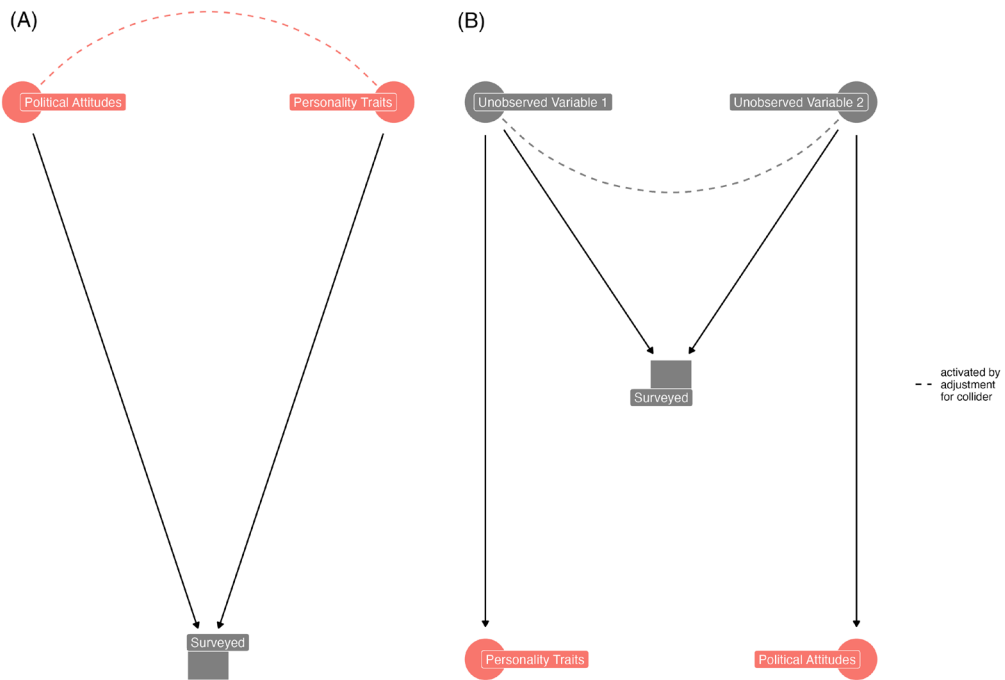 (A)
(B)
Political Attitudes
Personality Traits
Unobserved Variable 1
Unobserved Variable 2
activated by
adjustment
for collider
Surveyed
Surveyed
Personality Traits
Political Attitudes